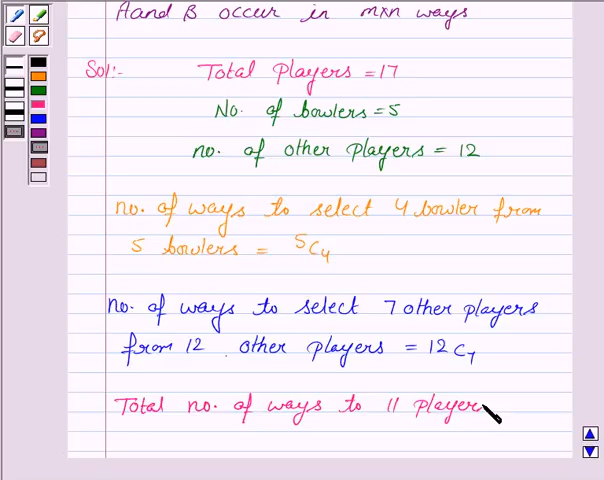 A and B occur in m×n ways
Sol:- Total Players = 17
No. of bowlers = 5
no. of other players = 12
no. of ways to select 4 bowler from
5 bowlers = ⁵C₄
no. of ways to select 7 other players
from 12 other players = 12C₇
Total no. of ways to 11 player